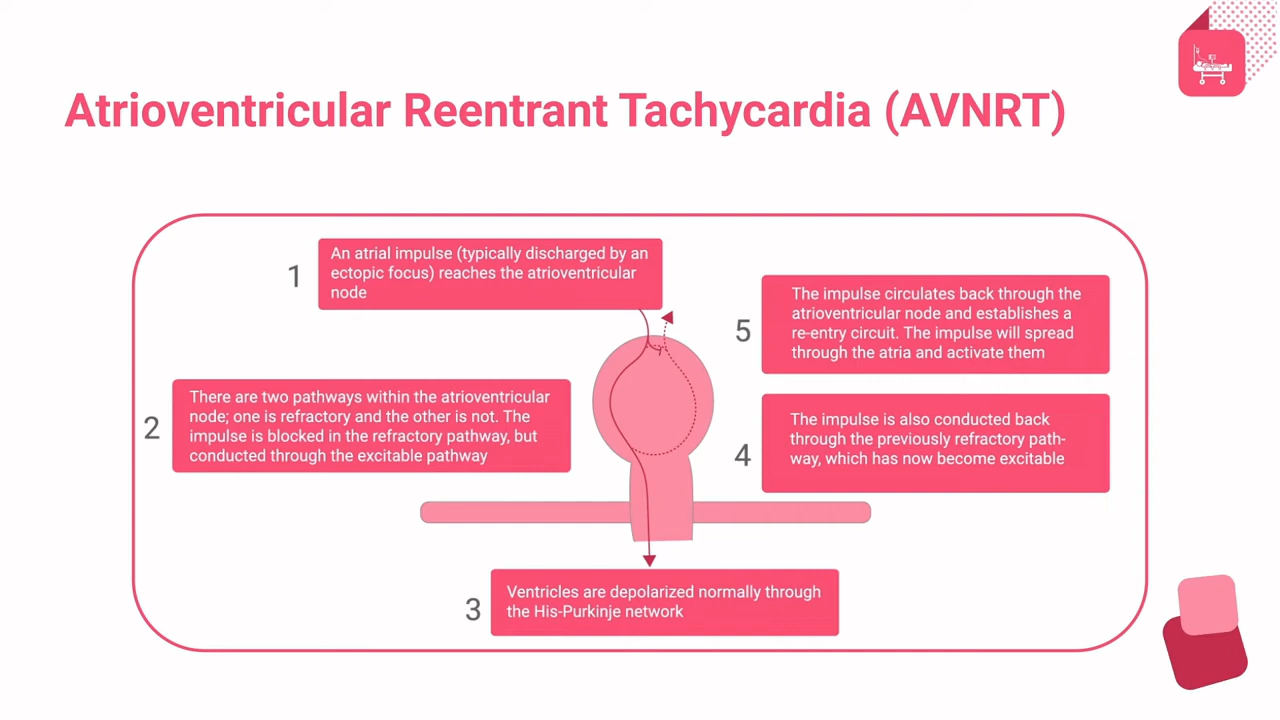 Atrioventricular Reentrant Tachycardia (AVNRT)
1
An atrial impulse (typically discharged by an
ectopic focus) reaches the atrioventricular
node
2
There are two pathways within the atrioventricular
node; one is refractory and the other is not. The
impulse is blocked in the refractory pathway, but
conducted through the excitable pathway
3
Ventricles are depolarized normally through
the His-Purkinje network
4
The impulse is also conducted back
through the previously refractory path-
way, which has now become excitable
5
The impulse circulates back through the
atrioventricular node and establishes a
re-entry circuit. The impulse will spread
through the atria and activate them